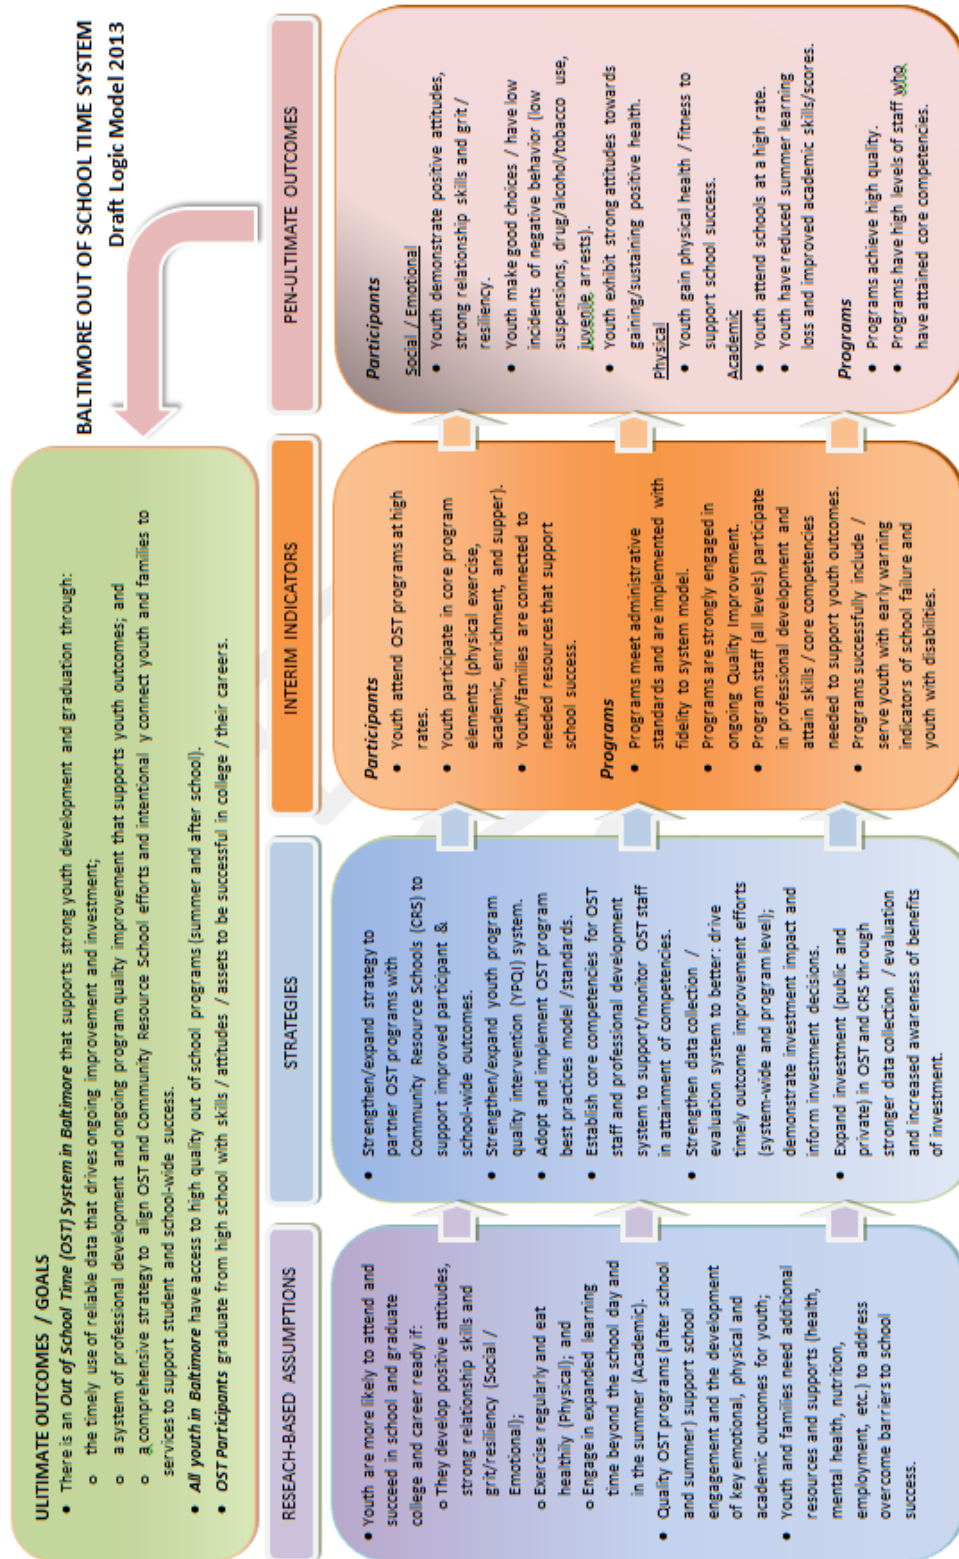 BALTIMORE OUT OF SCHOOL TIME SYSTEM
Draft Logic Model 2013
ULITIMATE OUTCOMES / GOALS
• There is an Out of School Time (OST) System in Baltimore that supports strong youth development and graduation through:
o the timely use of reliable data that drives ongoing improvement and investment;
o a system of professional development and ongoing program quality improvement that supports youth outcomes; and
o a comprehensive strategy to align OST and Community Resource School efforts and intentional y connect youth and families to
services to support student and school-wide success.
• All youth in Baltimore have access to high quality out of school programs (summer and after school).
• OST Participants graduate from high school with skills / attitudes / assets to be successful in college / their careers.
RESEACH-BASED ASSUMPTIONS
• Youth are more likely to attend and
succeed in school and graduate
college and career ready if:
o They develop positive attitudes,
strong relationship skills and
grit/resiliency (Social /
Emotional);
o Exercise regularly and eat
healthily (Physical); and
o Engage in expanded learning
time beyond the school day and
in the summer (Academic).
• Quality OST programs (after school
and summer) support school
engagement and the development
of key emotional, physical and
academic outcomes for youth;
• Youth and families need additional
resources and supports (health,
mental health, nutrition,
employment, etc.) to address
overcome barriers to school
success.
STRATEGIES
• Strengthen/expand strategy to
partner OST programs with
Community Resource Schools (CRS) to
support improved participant &
school-wide outcomes.
• Strengthen/expand youth program
quality intervention (YPQI) system.
• Adopt and implement OST program
best practices model /standards.
• Establish core competencies for OST
staff and professional development
system to support/monitor OST staff
in attainment of competencies.
• Strengthen data collection /
evaluation system to better: drive
timely outcome improvement efforts
(system-wide and program level);
demonstrate investment impact and
inform investment decisions.
• Expand investment (public and
private) in OST and CRS through
stronger data collection / evaluation
and increased awareness of benefits
of investment.
INTERIM INDICATORS
Participants
• Youth attend OST programs at high
rates.
• Youth participate in core program
elements (physical exercise,
academic, enrichment, and supper).
• Youth/families are connected to
needed resources that support
school success.
Programs
• Programs meet administrative
standards and are implemented with
fidelity to system model.
• Programs are strongly engaged in
ongoing Quality Improvement.
• Program staff (all levels) participate
in professional development and
attain skills / core competencies
needed to support youth outcomes.
• Programs successfully include /
serve youth with early warning
indicators of school failure and
youth with disabilities.
PEN-ULTIMATE OUTCOMES
Participants
Social / Emotional
• Youth demonstrate positive attitudes,
strong relationship skills and grit /
resiliency.
• Youth make good choices / have low
incidents of negative behavior (low
suspensions, drug/alcohol/tobacco use,
juvenile arrests).
• Youth exhibit strong attitudes towards
gaining/sustaining positive health.
Physical
• Youth gain physical health / fitness to
support school success.
Academic
• Youth attend schools at a high rate.
• Youth have reduced summer learning
loss and improved academic skills/scores.
Programs
• Programs achieve high quality.
• Programs have high levels of staff who
have attained core competencies.